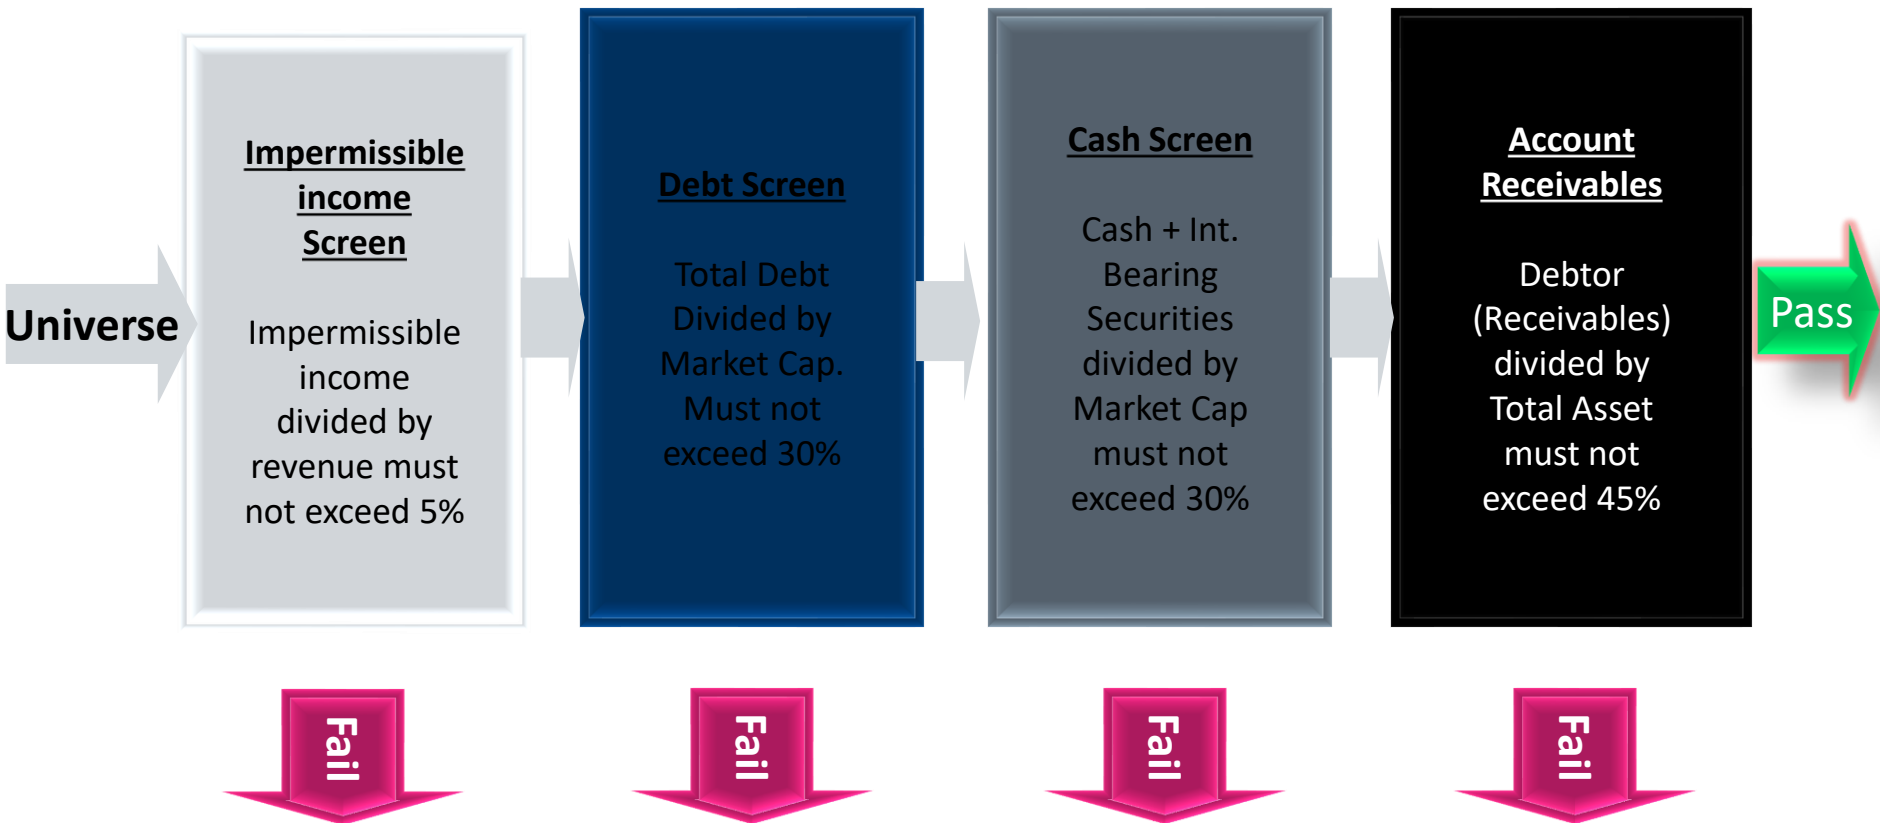 Universe
Impermissible
income
Screen
Impermissible
income
divided by
revenue must
not exceed 5%
Debt Screen
Total Debt
Divided by
Market Cap.
Must not
exceed 30%
Cash Screen
Cash + Int.
Bearing
Securities
divided by
Market Cap
must not
exceed 30%
Account
Receivables
Debtor
(Receivables)
divided by
Total Asset
must not
exceed 45%
Pass
Fail
Fail
Fail
Fail